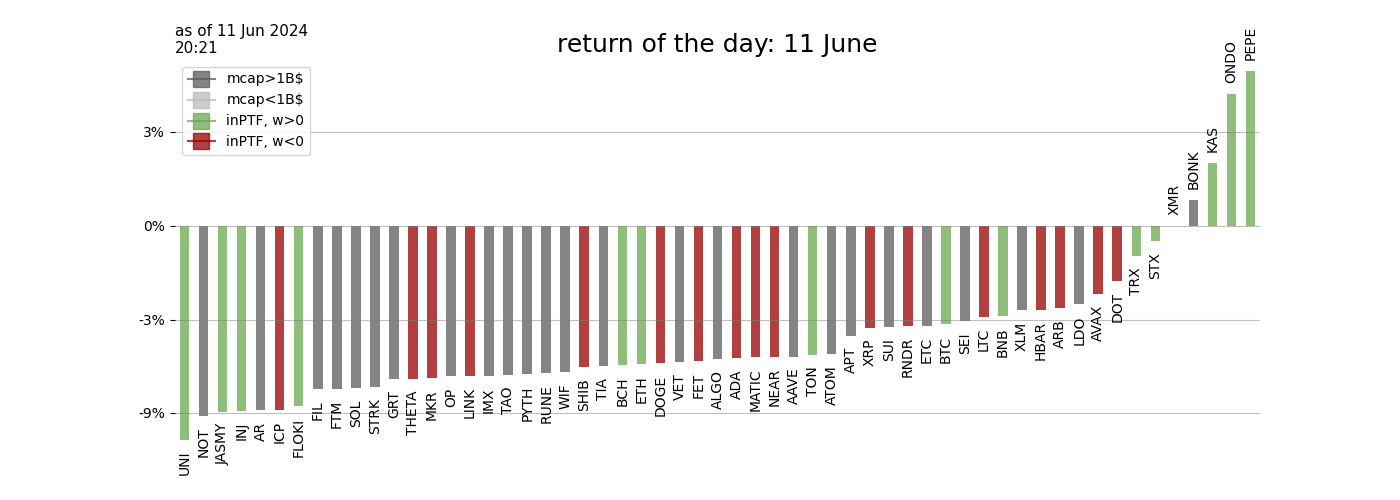 as of 11 Jun 2024
20:21
return of the day: 11 June
mcap>1B$
mcap<1B$
inPTF, w>0
inPTF, w<0
3%
0%
-3%
-9%
UNI
NOT
JASMY
INJ
AR
ICP
FLOKI
FIL
FTM
SOL
STRK
GRT
THETA
MKR
OP
LINK
IMX
TAO
PYTH
RUNE
WIF
SHIB
TIA
BCH
ETH
DOGE
VET
FET
ALGO
ADA
MATIC
NEAR
AAVE
TON
ATOM
APT
XRP
SUI
RNDR
ETC
BTC
SEI
LTC
BNB
XLM
HBAR
ARB
LDO
AVAX
DOT
TRX
STX
XMR
BONK
KAS
ONDO
PEPE